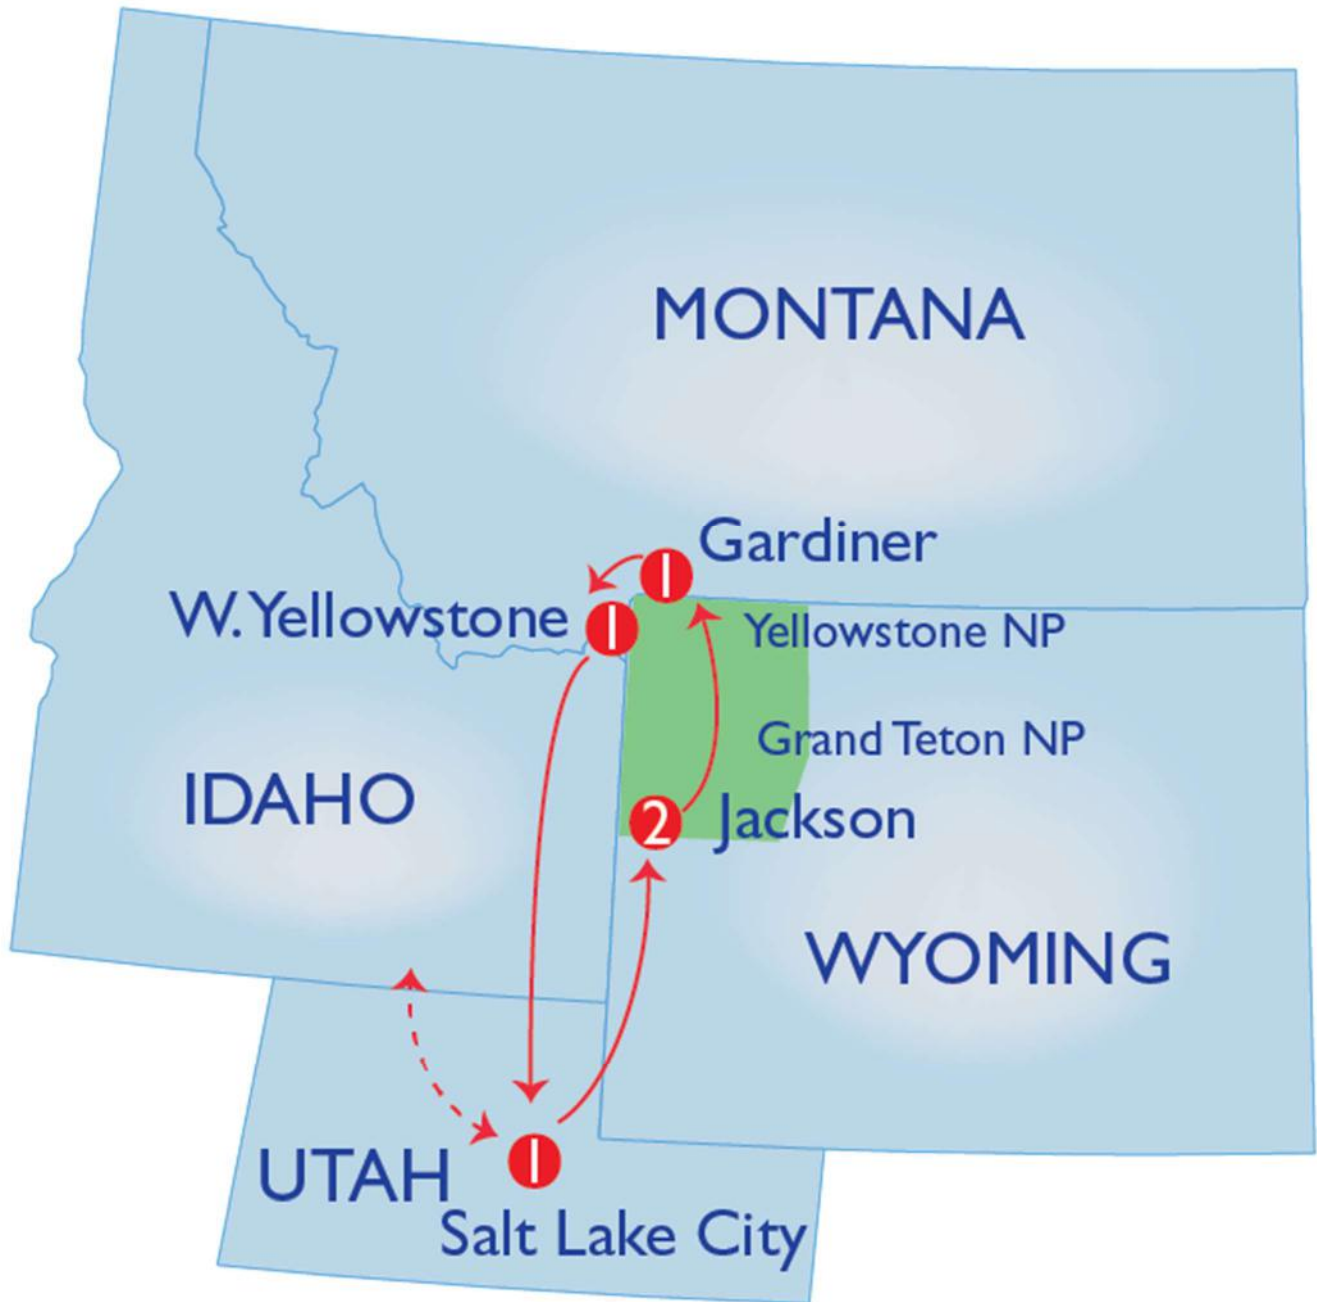 MONTANA
Gardiner
1
W. Yellowstone
1
Yellowstone NP
Grand Teton NP
IDAHO
2
Jackson
WYOMING
UTAH
1
Salt Lake City